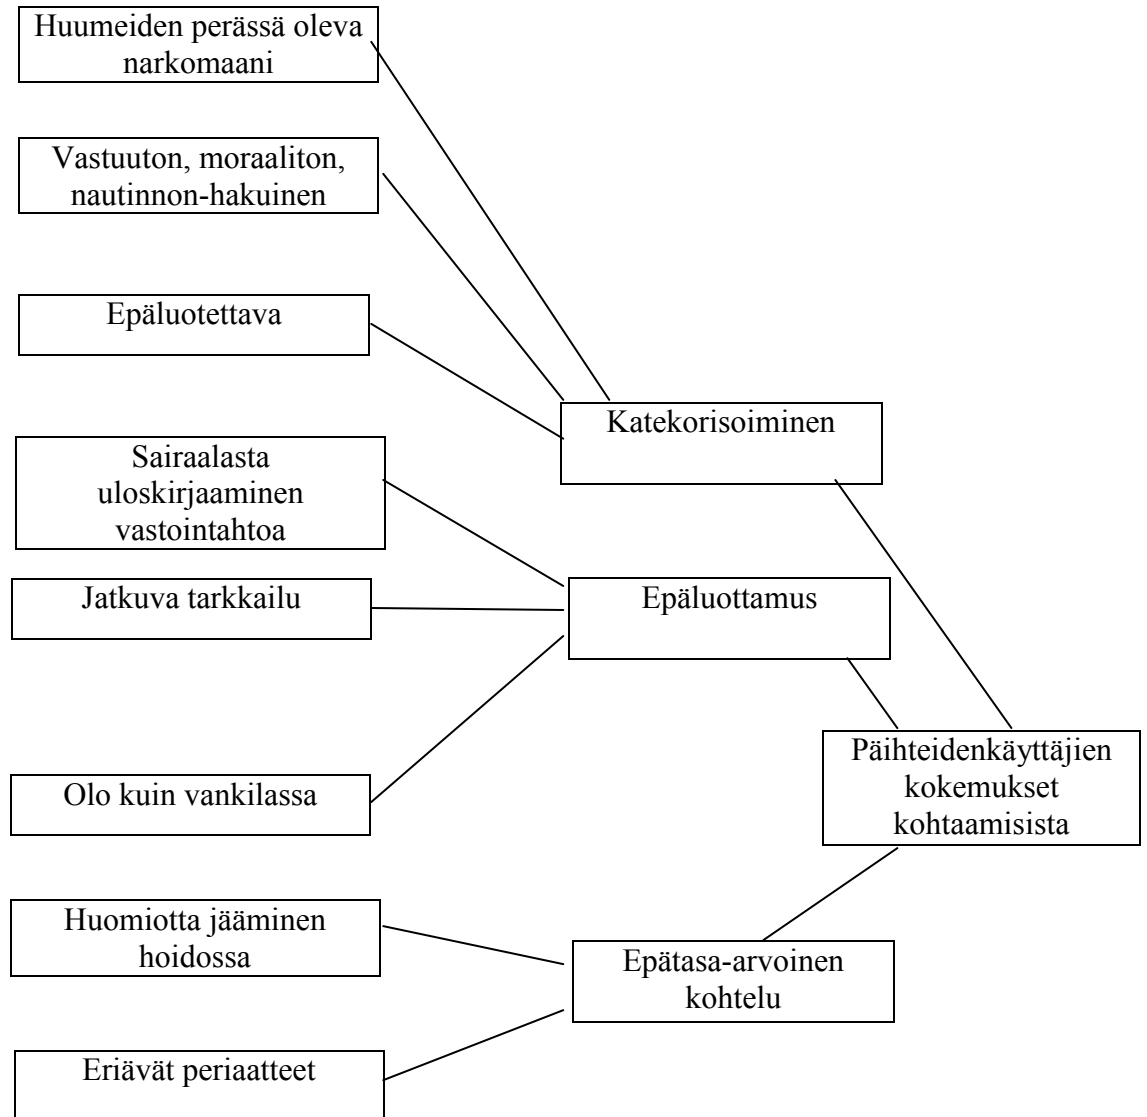 Huumeiden perässä oleva
narkomaani
Vastuuton, moraaliton,
nautinnon-hakuinen
Epäluotettava
Katekorisoiminen
Sairaalasta
uloskirjaaminen
vastointahtoa
Jatkuva tarkkailu
Epäluottamus
Päihteidenkäyttäjien
kokemukset
kohtaamisista
Olo kuin vankilassa
Huomiotta jääminen
hoidossa
Epätasa-arvoinen
kohtelu
Eriävät periaatteet